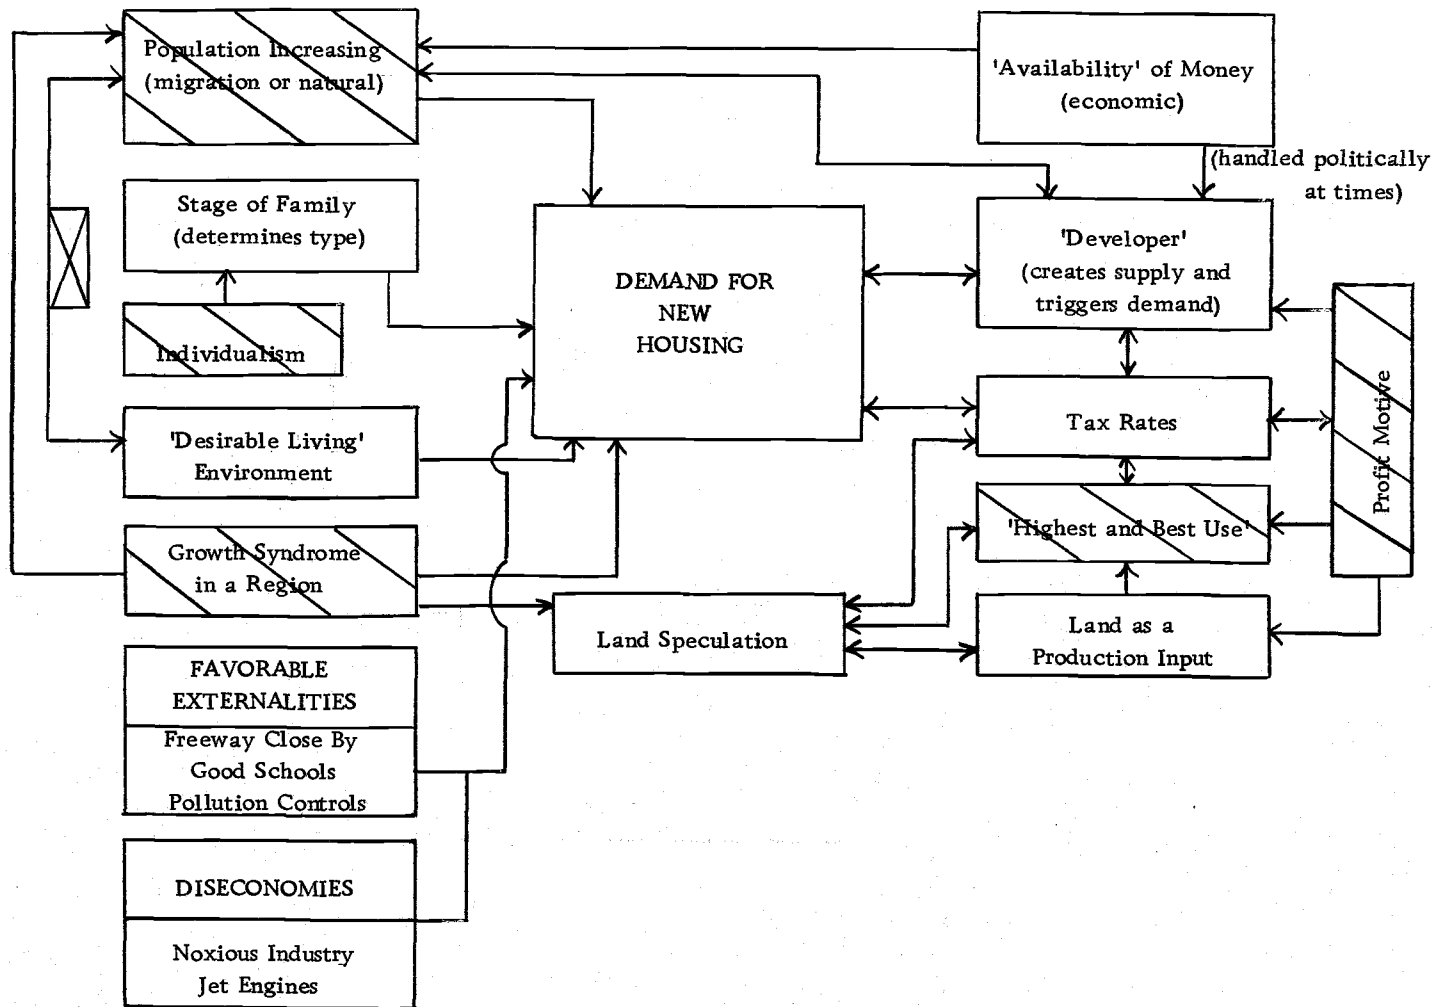 Population Increasing
(migration or natural)
'Availability' of Money
(economic)
(handled politically
at times)
Stage of Family
(determines type)
Individualism
'Desirable Living'
Environment
Growth Syndrome
in a Region
FAVORABLE
EXTERNALITIES
Freeway Close By
Good Schools
Pollution Controls
DISECONOMIES
Noxious Industry
Jet Engines
DEMAND FOR
NEW
HOUSING
Land Speculation
'Developer'
(creates supply and
triggers demand)
Tax Rates
'Highest and Best Use'
Land as a
Production Input
Profit Motive